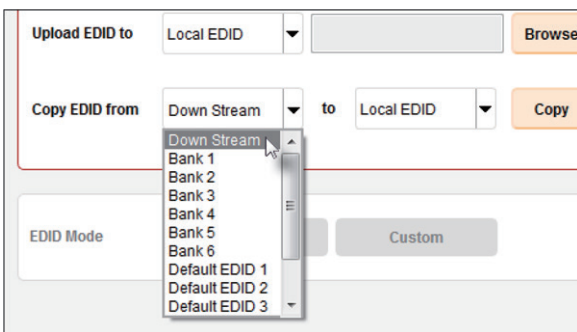 Upload EDID to Local EDID Browse
Copy EDID from Down Stream to Local EDID Copy
Down Stream
Bank 1
Bank 2
Bank 3
Bank 4
Bank 5
Bank 6
EDID Mode Custom
Default EDID 1
Default EDID 2
Default EDID 3